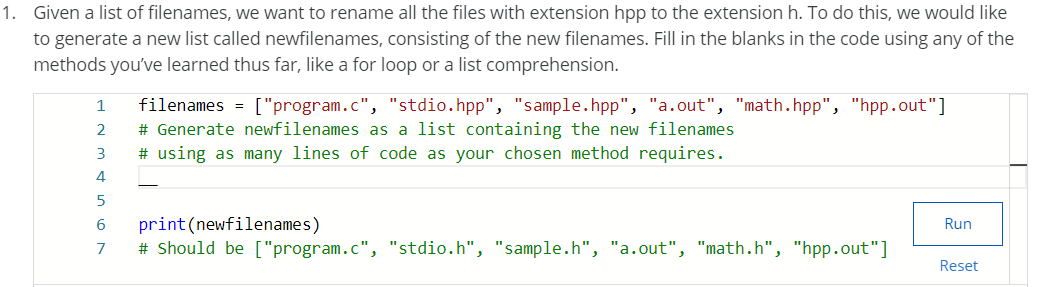 1. Given a list of filenames, we want to rename all the files with extension hpp to the extension h. To do this, we would like
to generate a new list called newfilenames, consisting of the new filenames. Fill in the blanks in the code using any of the
methods you’ve learned thus far, like a for loop or a list comprehension.
1 filenames = ["program.c", "stdio.hpp", "sample.hpp", "a.out", "math.hpp", "hpp.out"]
2 # Generate newfilenames as a list containing the new filenames
3 # using as many lines of code as your chosen method requires.
4 __
5
6 print(newfilenames)
7 # Should be ["program.c", "stdio.h", "sample.h", "a.out", "math.h", "hpp.out"]
Run
Reset